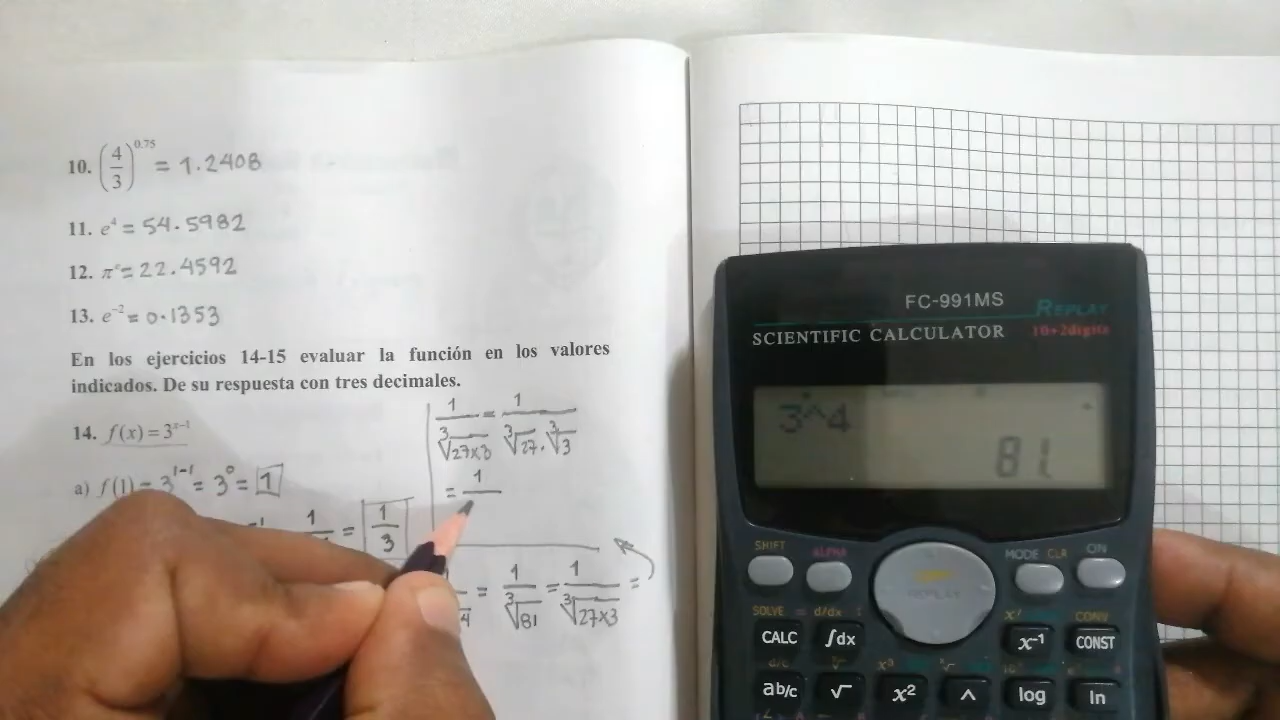 10. (4/3)^0.75 = 1.2408
11. e^4 = 54.5982
12. π^e = 22.4592
13. e^-2 = 0.1353
En los ejercicios 14-15 evaluar la función en los valores
indicados. De su respuesta con tres decimales.
14. f(x) = 3^x-1
a) f(1) = 3^1-1 = 3^0 = 1
1/3
1/∛27x3 = 1/∛27 . ∛3
= 1
= 1/∛81 = 1/∛27x3 =
FC-991MS
REPLAY
SCIENTIFIC CALCULATOR 10+2digits
3^4
81.
SHIFT ALPHA MODE CLR ON
REPLAY
SOLVE = d/dx : x! CONV
CALC ∫dx x^-1 CONST
d/c x³
ab/c √ x² ^ log ln